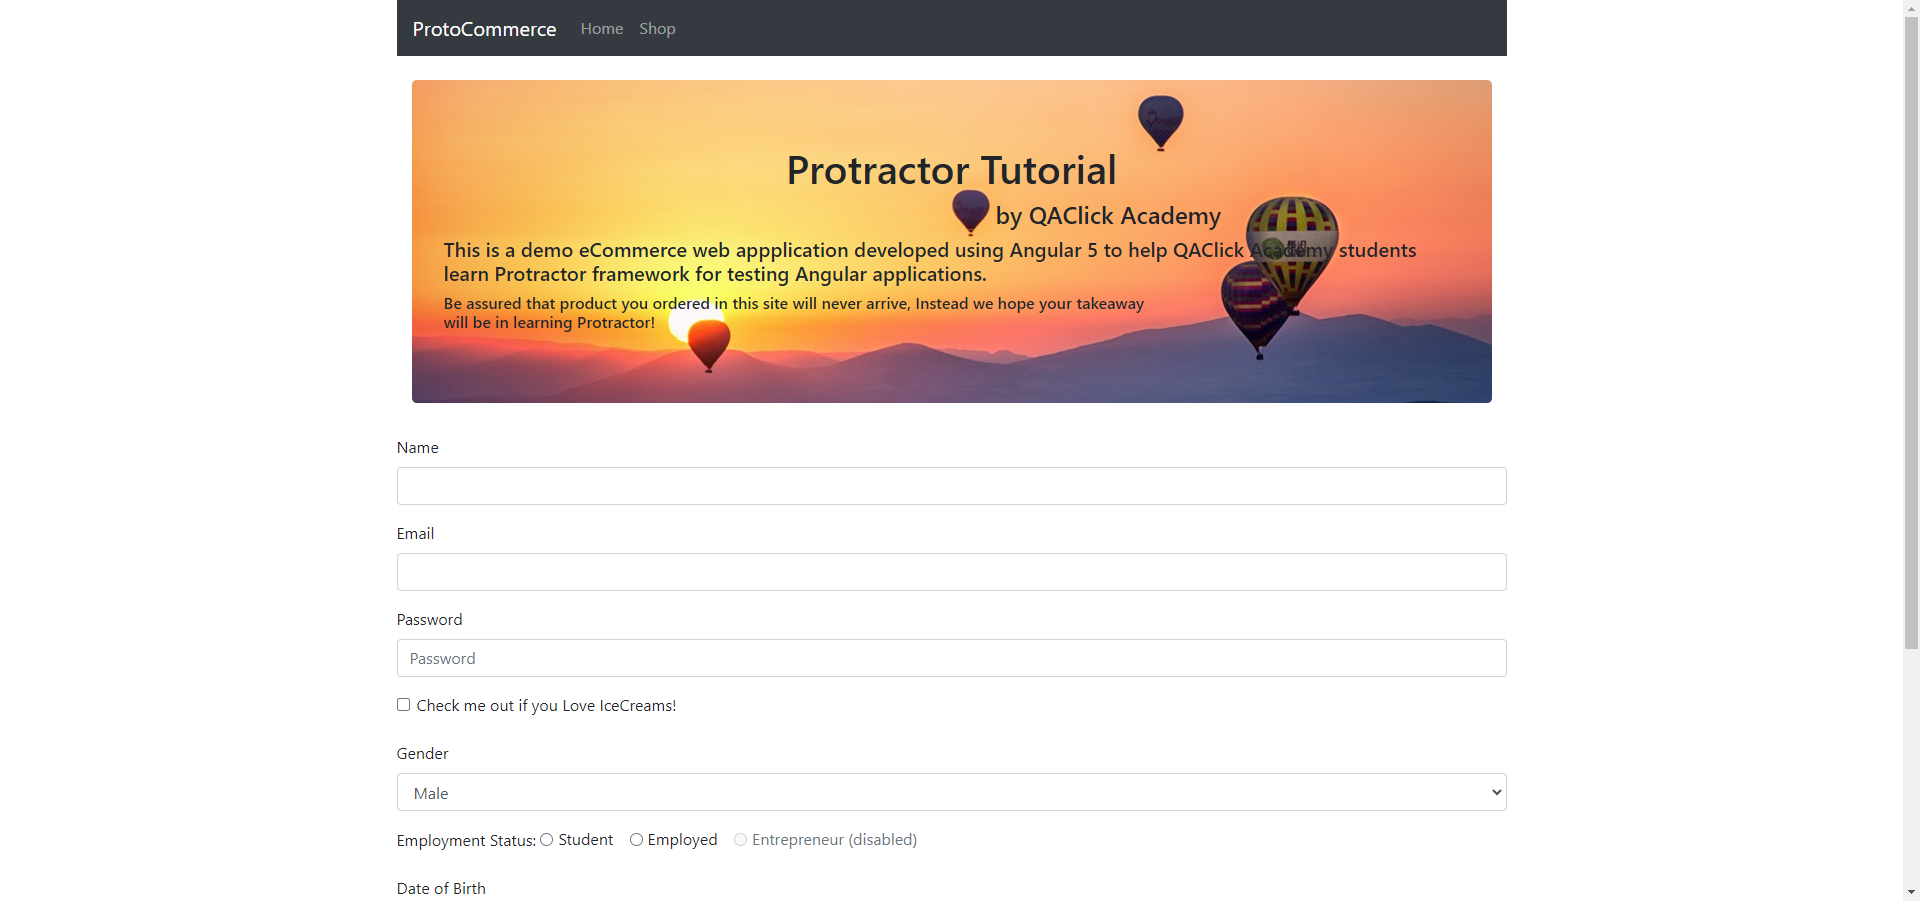 ProtoCommerce Home Shop
Protractor Tutorial
by QAClick Academy
This is a demo eCommerce web appplication developed using Angular 5 to help QAClick Academy students
learn Protractor framework for testing Angular applications.
Be assured that product you ordered in this site will never arrive, Instead we hope your takeaway
will be in learning Protractor!
Name
Email
Password
Password
Check me out if you Love IceCreams!
Gender
Male
Employment Status: Student Employed Entrepreneur (disabled)
Date of Birth